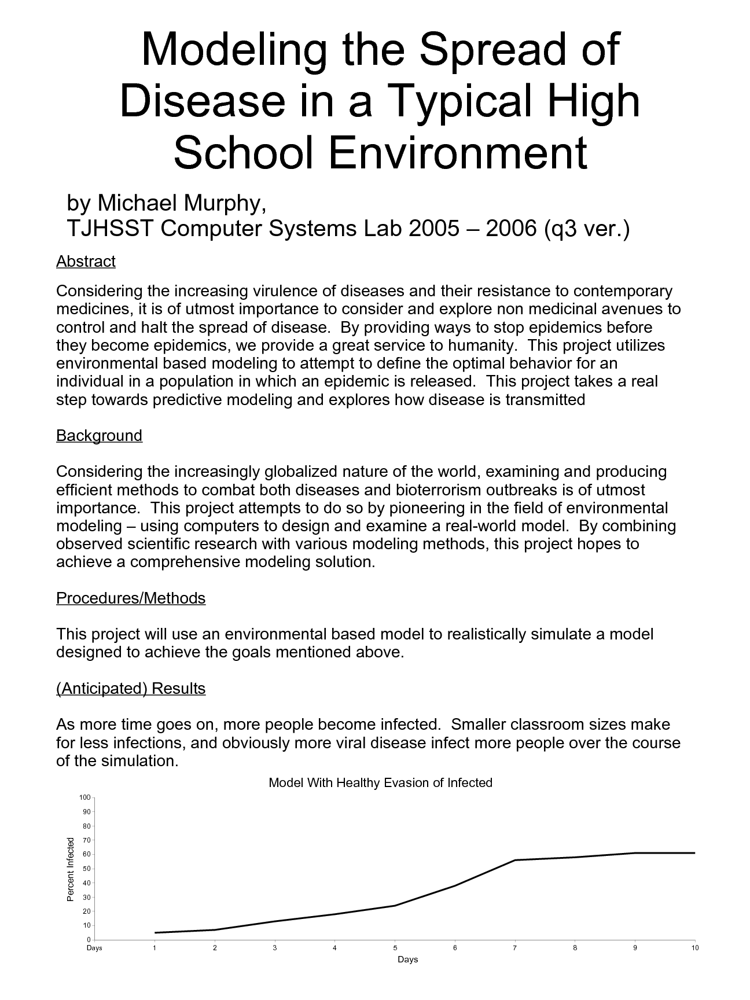 Modeling the Spread of
Disease in a Typical High
School Environment
by Michael Murphy,
TJHSST Computer Systems Lab 2005 – 2006 (q3 ver.)
Abstract
Considering the increasing virulence of diseases and their resistance to contemporary
medicines, it is of utmost importance to consider and explore non medicinal avenues to
control and halt the spread of disease.  By providing ways to stop epidemics before
they become epidemics, we provide a great service to humanity.  This project utilizes
environmental based modeling to attempt to define the optimal behavior for an
individual in a population in which an epidemic is released.  This project takes a real
step towards predictive modeling and explores how disease is transmitted
Background
Considering the increasingly globalized nature of the world, examining and producing
efficient methods to combat both diseases and bioterrorism outbreaks is of utmost
importance.  This project attempts to do so by pioneering in the field of environmental
modeling – using computers to design and examine a real-world model.  By combining
observed scientific research with various modeling methods, this project hopes to
achieve a comprehensive modeling solution.
Procedures/Methods
This project will use an environmental based model to realistically simulate a model
designed to achieve the goals mentioned above.
(Anticipated) Results
As more time goes on, more people become infected.  Smaller classroom sizes make
for less infections, and obviously more viral disease infect more people over the course
of the simulation.
Model With Healthy Evasion of Infected
100
90
80
70
60
50
40
30
20
10
0
Percent Infected
Days 1 2 3 4 5 6 7 8 9 10
Days